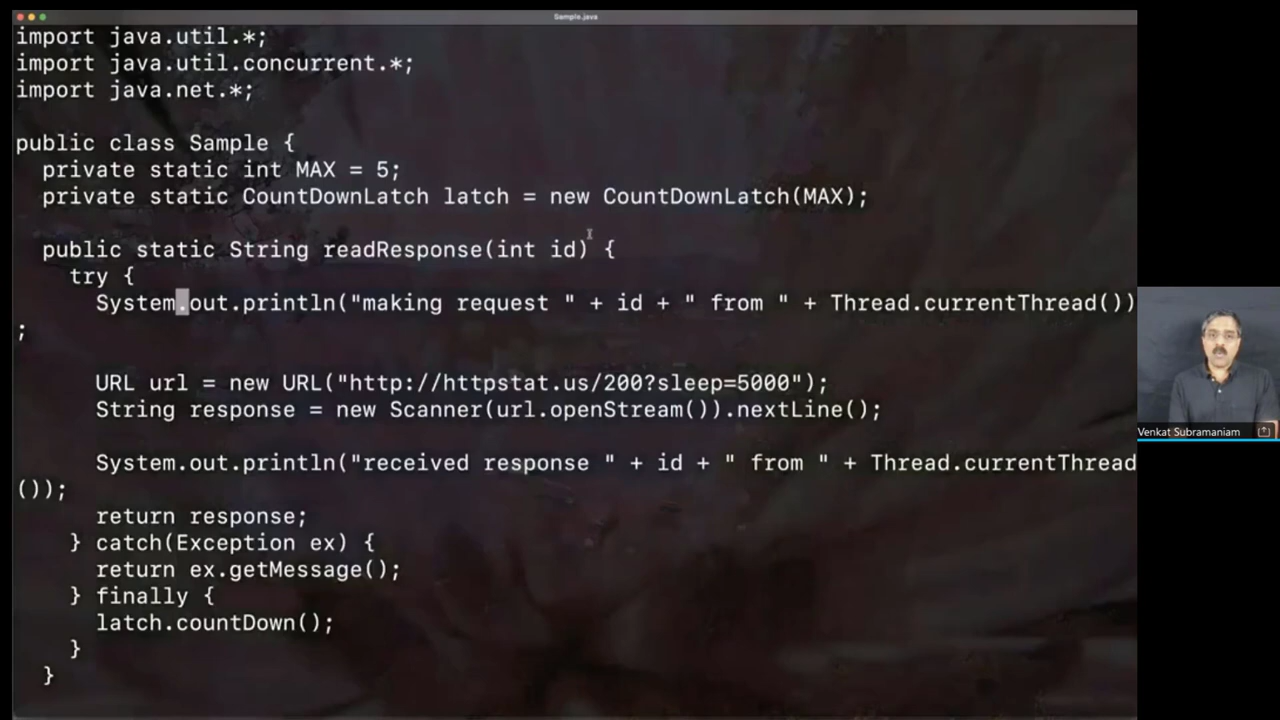 Sample.java
import java.util.*;
import java.util.concurrent.*;
import java.net.*;
public class Sample {
private static int MAX = 5;
private static CountDownLatch latch = new CountDownLatch(MAX);
public static String readResponse(int id) {
try {
System.out.println("making request " + id + " from " + Thread.currentThread())
;
URL url = new URL("http://httpstat.us/200?sleep=5000");
String response = new Scanner(url.openStream()).nextLine();
System.out.println("received response " + id + " from " + Thread.currentThread
());
return response;
} catch(Exception ex) {
return ex.getMessage();
} finally {
latch.countDown();
}
}
Venkat Subramaniam